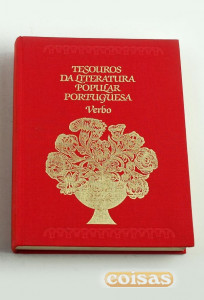 TESOUROS
DA LITERATURA
POPULAR
PORTUGUESA
Verbo
coisas